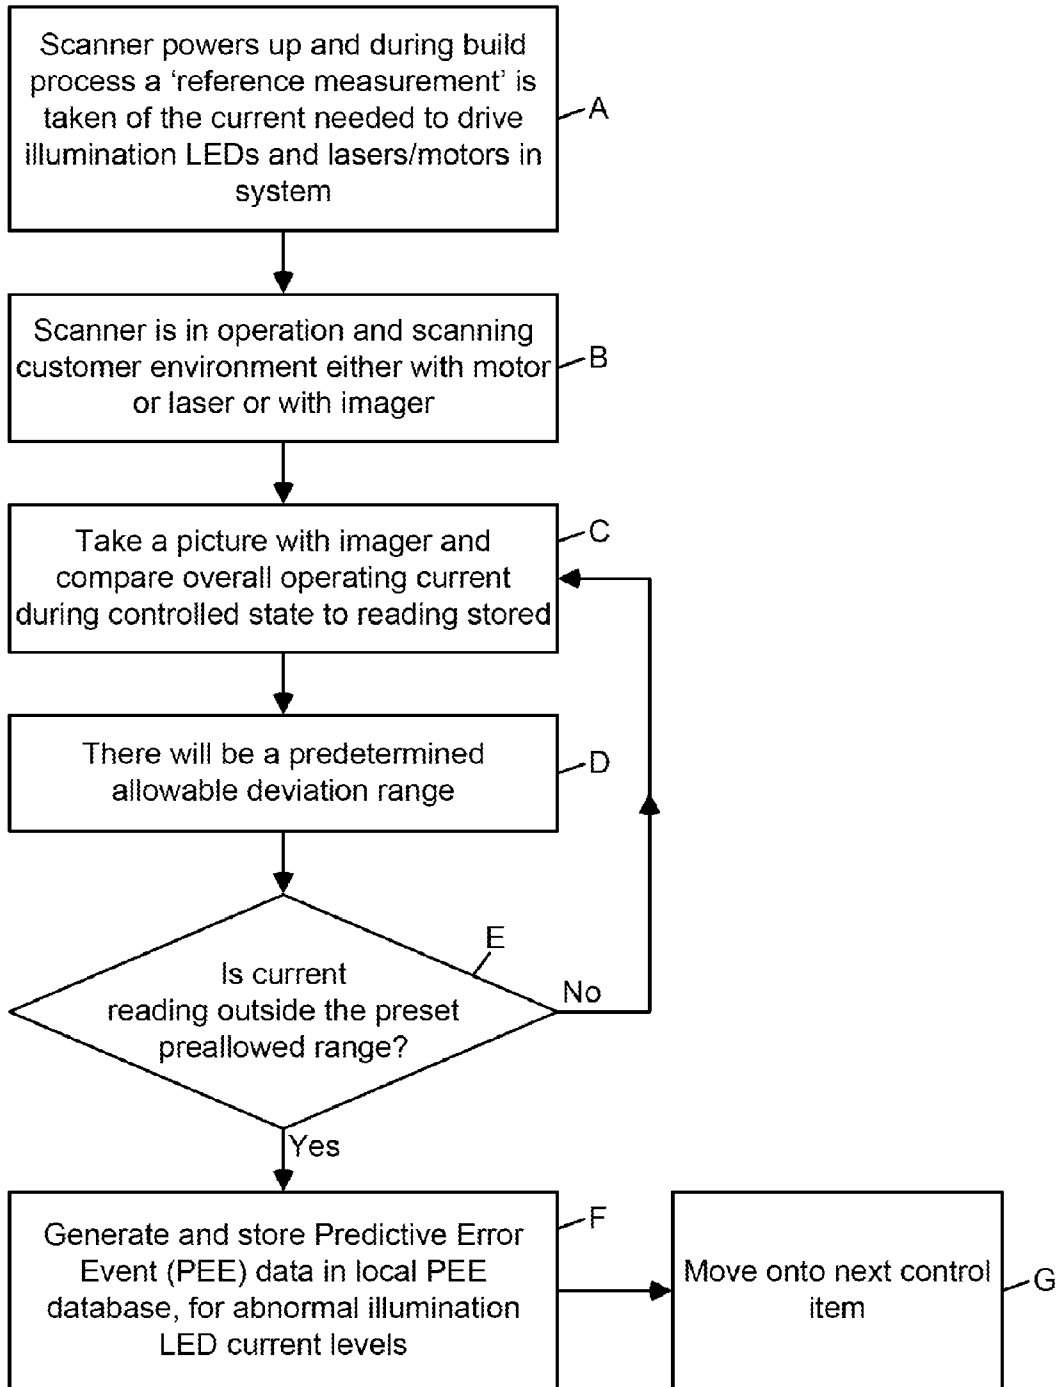 Scanner powers up and during build
process a ‘reference measurement’ is
taken of the current needed to drive
illumination LEDs and lasers/motors in
system
A
Scanner is in operation and scanning
customer environment either with motor
or laser or with imager
B
Take a picture with imager and
compare overall operating current
during controlled state to reading stored
C
There will be a predetermined
allowable deviation range
D
Is current
reading outside the preset
preallowed range?
E
No
Yes
Generate and store Predictive Error
Event (PEE) data in local PEE
database, for abnormal illumination
LED current levels
F
Move onto next control
item
G